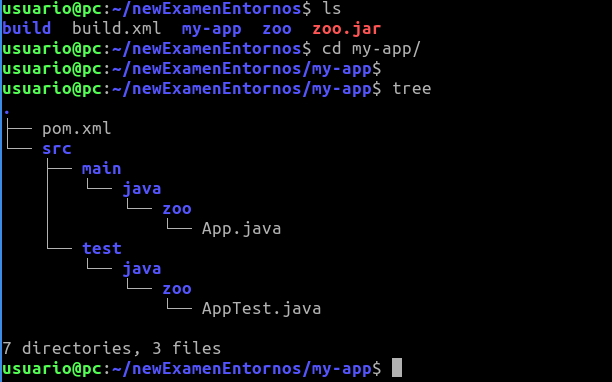 usuario@pc:~/newExamenEntornos$ ls
build  build.xml  my-app  zoo  zoo.jar
usuario@pc:~/newExamenEntornos$ cd my-app/
usuario@pc:~/newExamenEntornos/my-app$
usuario@pc:~/newExamenEntornos/my-app$ tree
.
├── pom.xml
└── src
    ├── main
    │   └── java
    │       └── zoo
    │           └── App.java
    └── test
        └── java
            └── zoo
                └── AppTest.java

7 directories, 3 files
usuario@pc:~/newExamenEntornos/my-app$